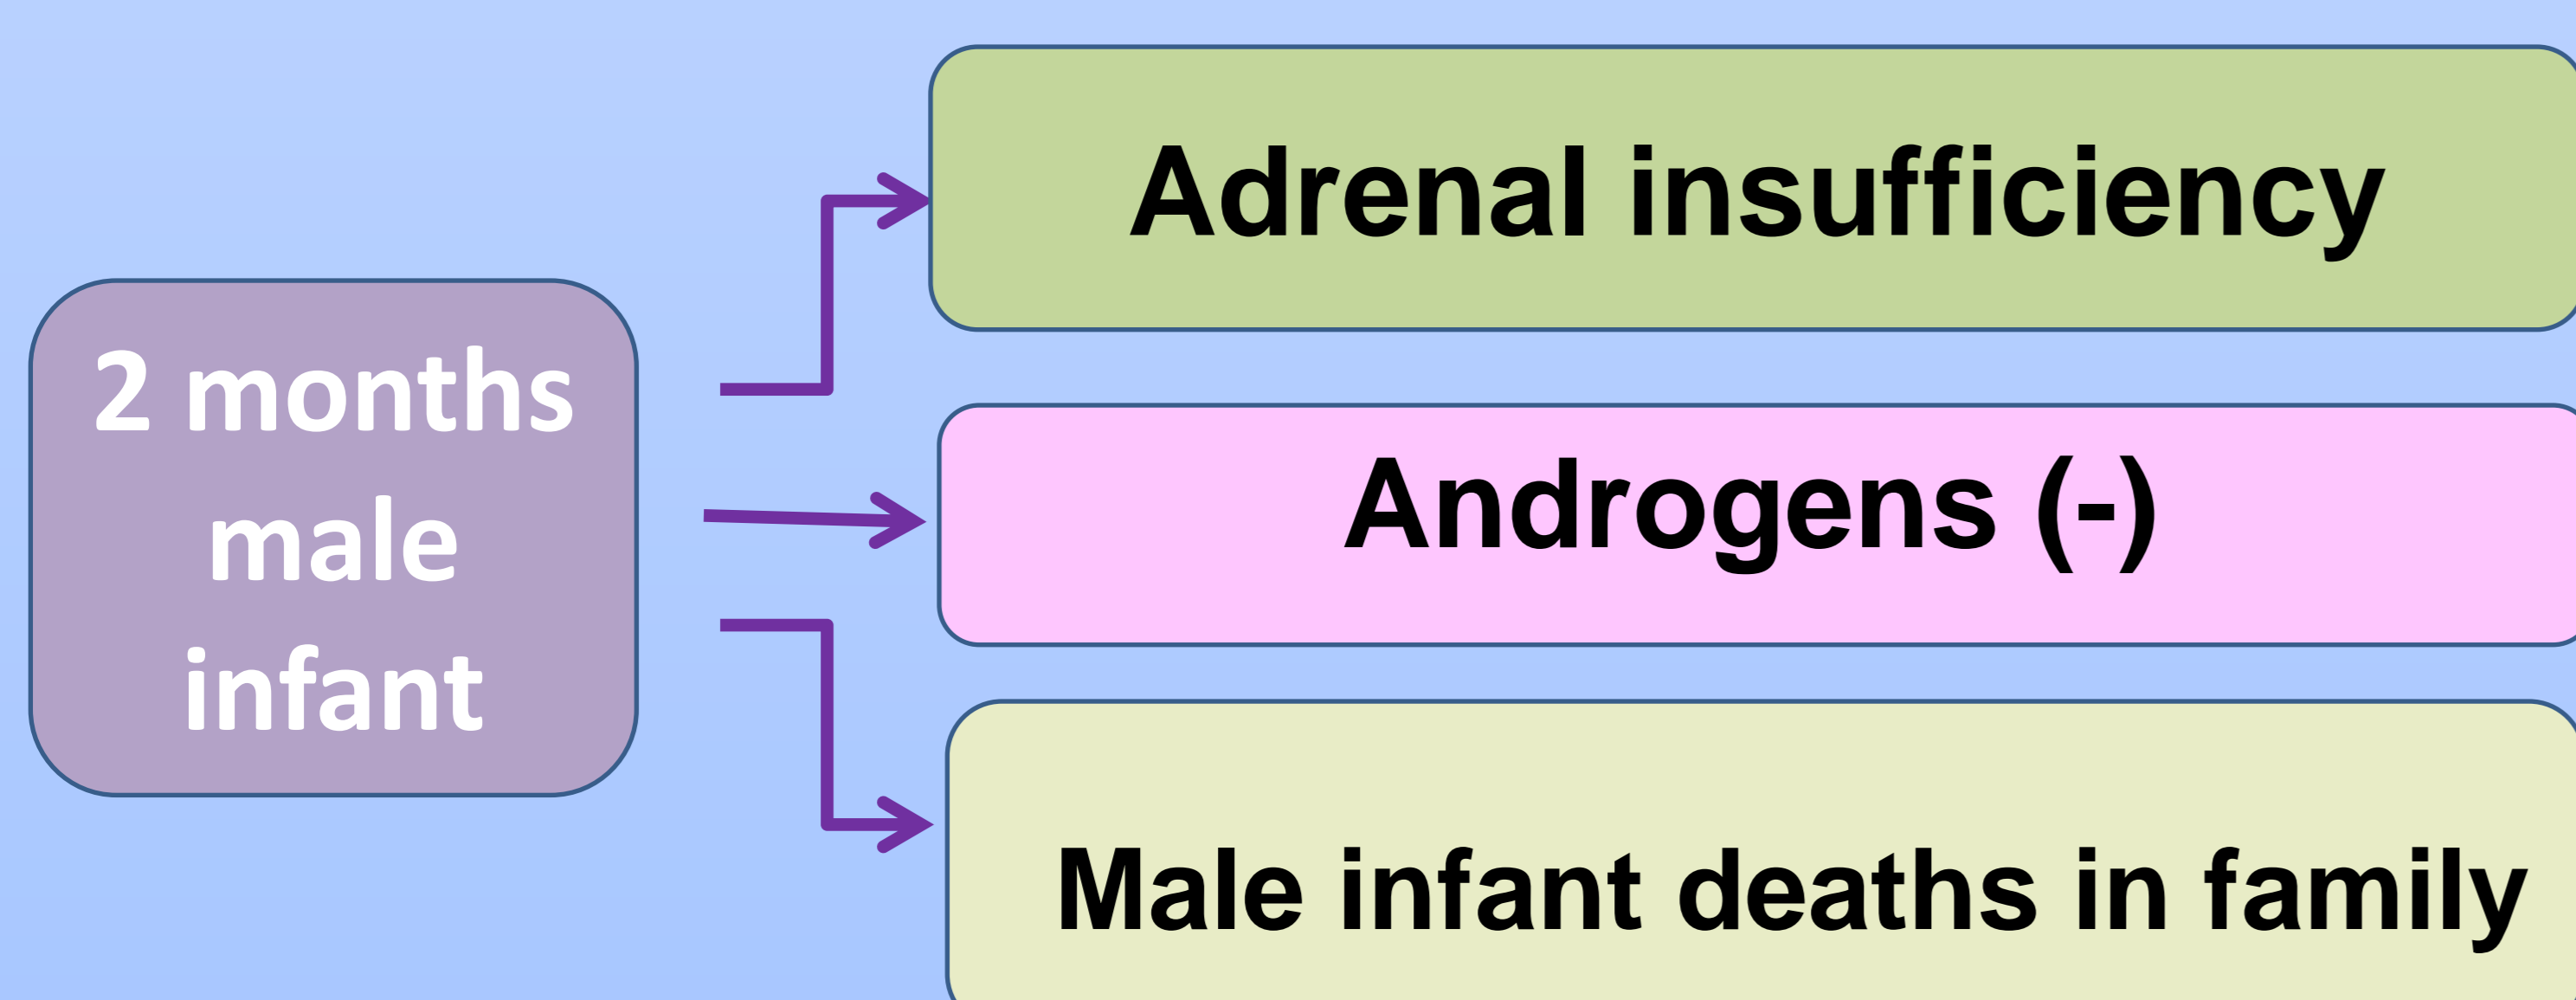 2 months
male
infant
Adrenal insufficiency
Androgens (-)
Male infant deaths in family